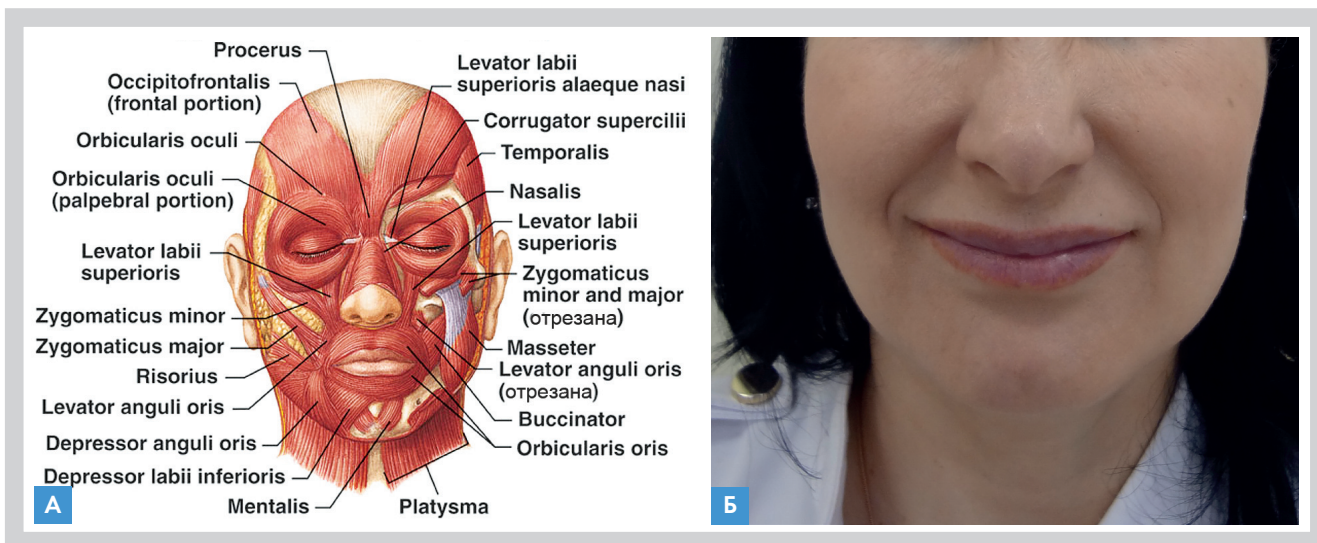 Procerus
Occipitofrontalis
(frontal portion)
Orbicularis oculi
Orbicularis oculi
(palpebral portion)
Levator labii
superioris
Zygomaticus minor
Zygomaticus major
Risorius
Levator anguli oris
Depressor anguli oris
Depressor labii inferioris
Mentalis
Levator labii
superioris alaeque nasi
Corrugator supercilii
Temporalis
Nasalis
Levator labii
superioris
Zygomaticus
minor and major
(отрезана)
Masseter
Levator anguli oris
(отрезана)
Buccinator
Orbicularis oris
Platysma
А
Б